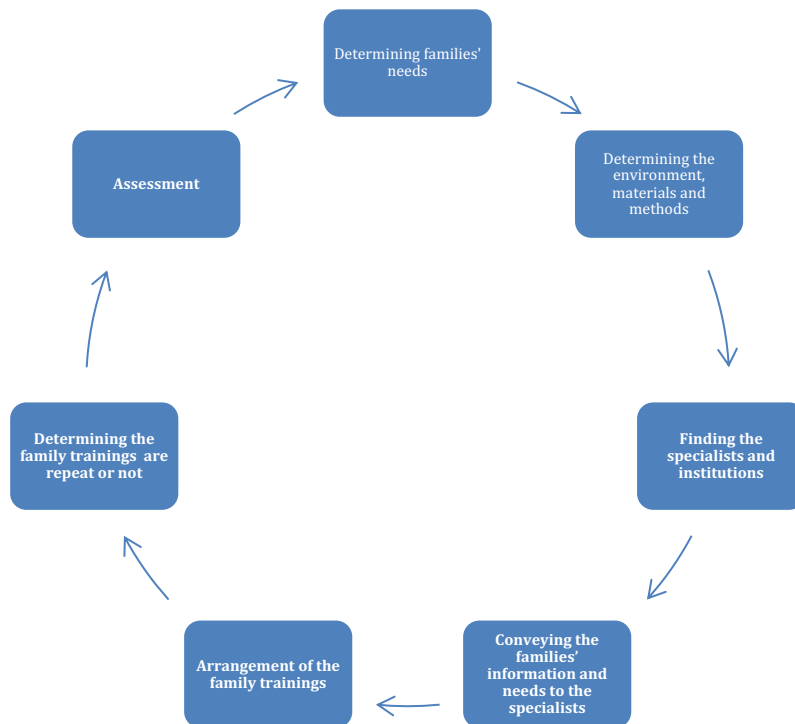 Determining families'
needs
Determining the
environment,
materials and
methods
Finding the
specialists and
institutions
Conveying the
families’
information and
needs to the
specialists
Arrangement of the
family trainings
Determining the
family trainings  are
repeat or not
Assessment